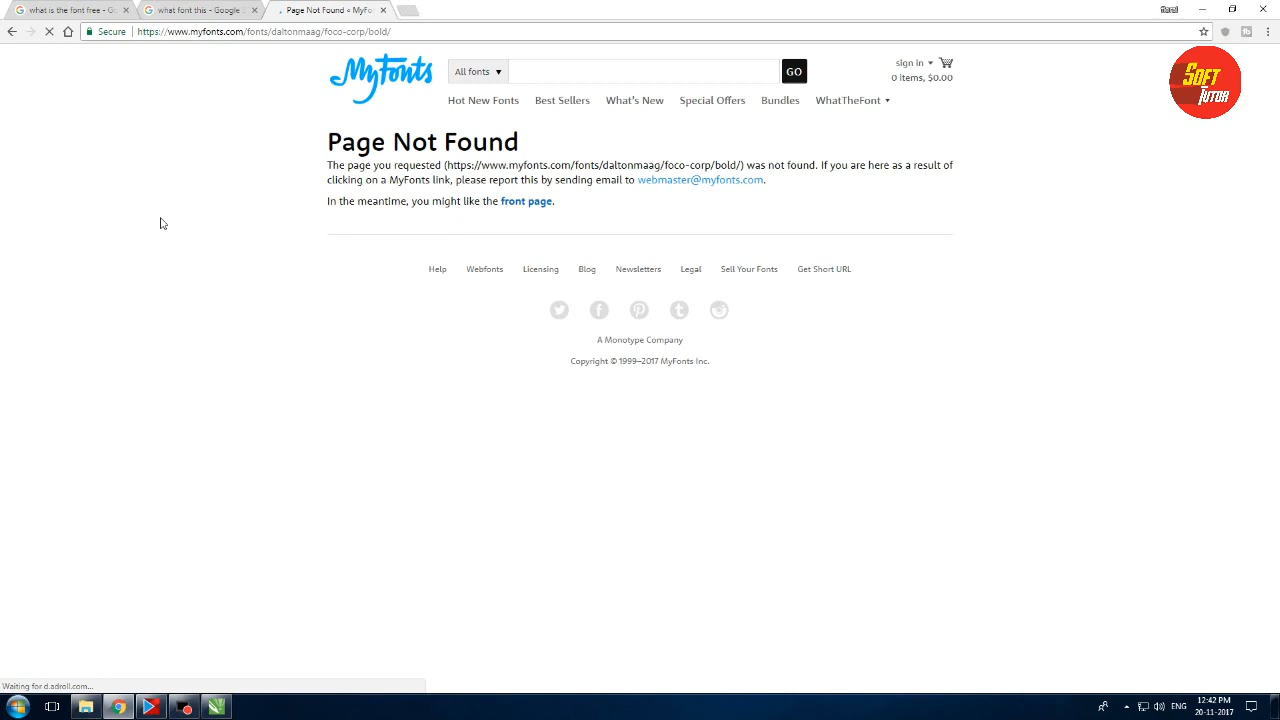 what is the font free - Go
what font this - Google
Page Not Found « MyFo
Secure
https://www.myfonts.com/fonts/daltonmaag/foco-corp/bold/
MyFonts
All fonts ▼
GO
sign in ▼
0 items, $0.00
Hot New Fonts Best Sellers What's New Special Offers Bundles WhatTheFont ▼
SOFT
TUTOR
Page Not Found
The page you requested (https://www.myfonts.com/fonts/daltonmaag/foco-corp/bold/) was not found. If you are here as a result of
clicking on a MyFonts link, please report this by sending email to webmaster@myfonts.com.
In the meantime, you might like the front page.
Help Webfonts Licensing Blog Newsletters Legal Sell Your Fonts Get Short URL
A Monotype Company
Copyright © 1999–2017 MyFonts Inc.
Waiting for d.adroll.com...
ENG
12:42 PM
20-11-2017